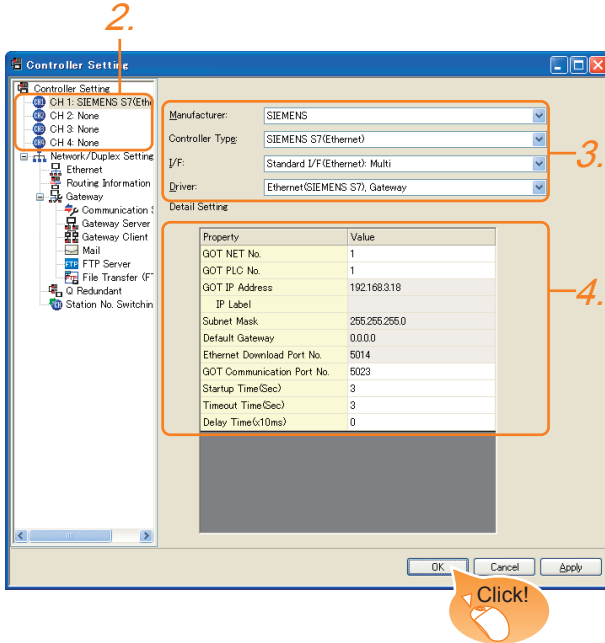 2.
Controller Setting
Controller Setting
CH1 CH 1: SIEMENS S7(Eth
CH2 CH 2: None
CH3 CH 3: None
CH4 CH 4: None
Network/Duplex Setting
Ethernet
Routing Information
Gateway
Communication S
Gateway Server
Gateway Client
Mail
FTP FTP Server
File Transfer (F
Q Redundant
Station No. Switchin
Manufacturer: SIEMENS
Controller Type: SIEMENS S7(Ethernet)
I/F: Standard I/F(Ethernet): Multi
Driver: Ethernet(SIEMENS S7), Gateway
3.
Detail Setting
Property Value
GOT NET No. 1
GOT PLC No. 1
GOT IP Address 192.168.3.18
IP Label
Subnet Mask 255.255.255.0
Default Gateway 0.0.0.0
Ethernet Download Port No. 5014
GOT Communication Port No. 5023
Startup Time(Sec) 3
Timeout Time(Sec) 3
Delay Time(x10ms) 0
4.
OK Cancel Apply
Click!